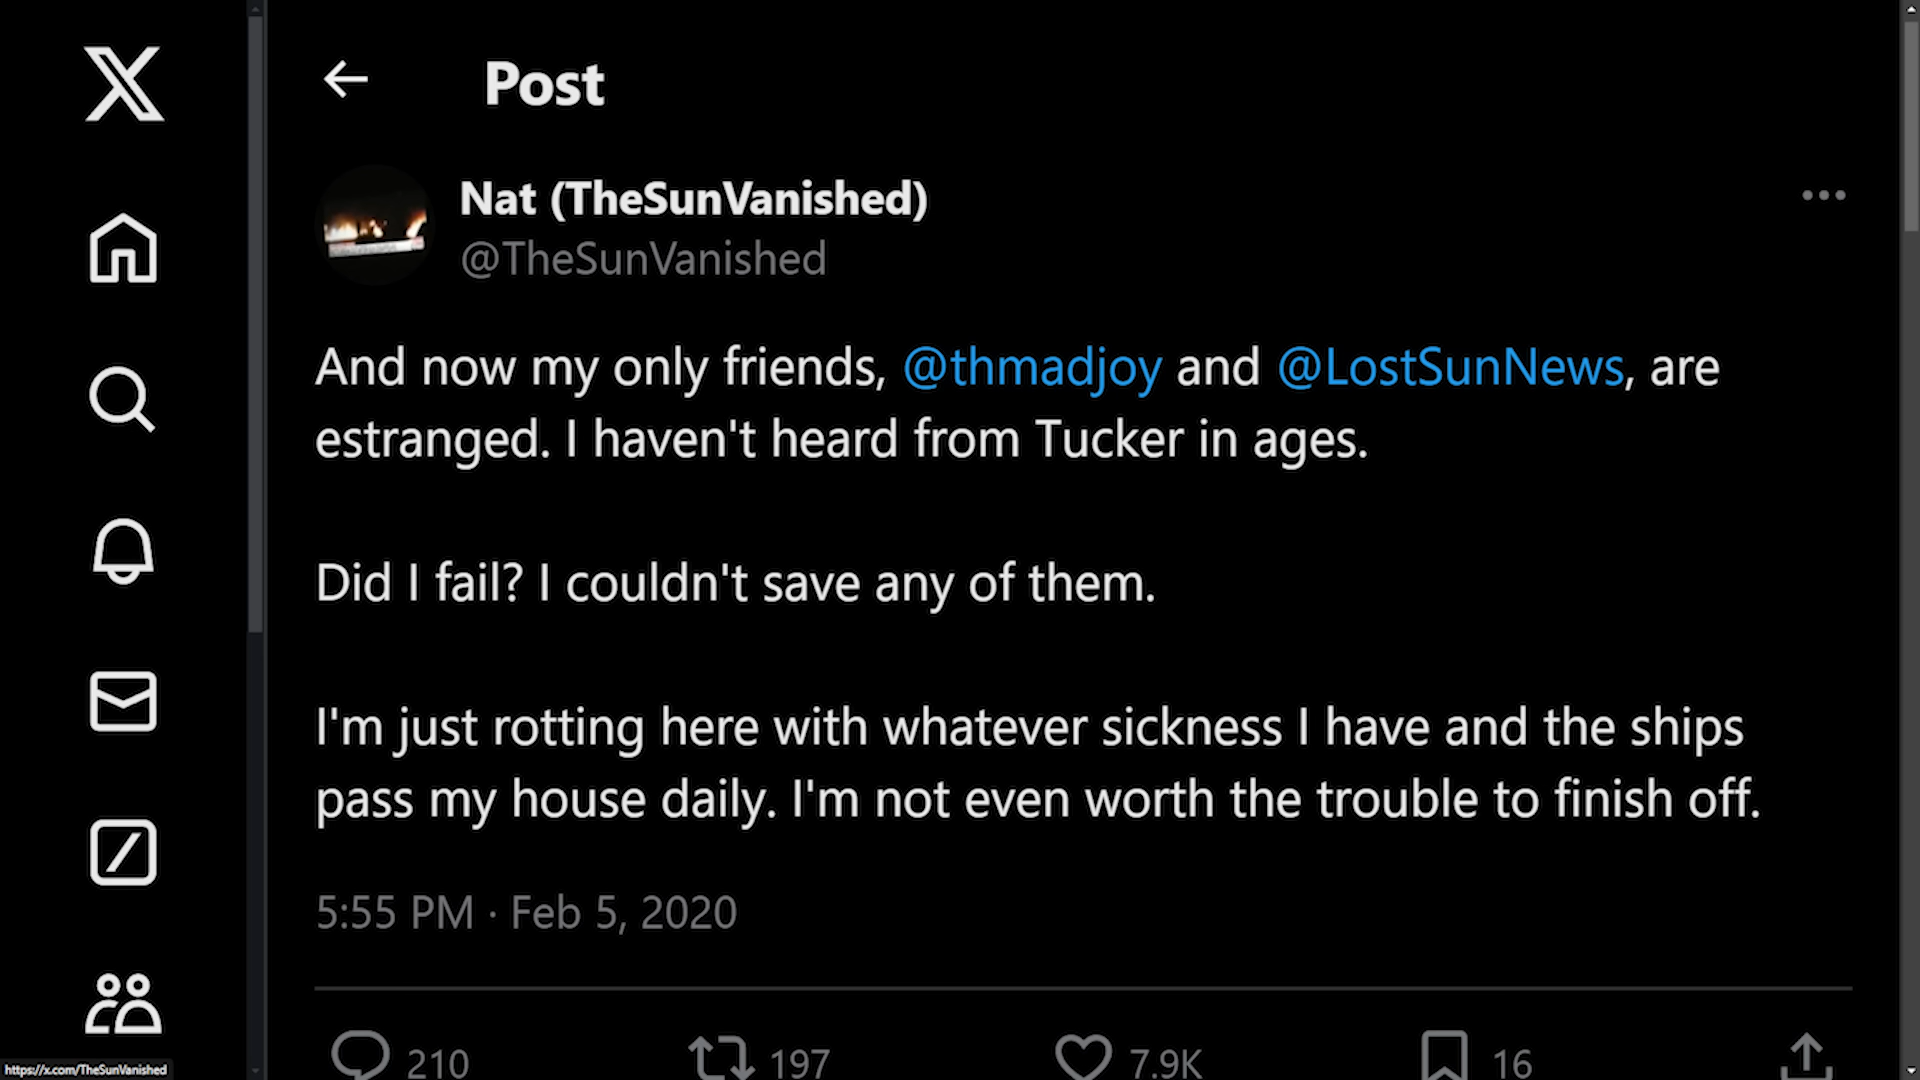 Post
Nat (TheSunVanished)
@TheSunVanished
And now my only friends, @thmadjoy and @LostSunNews, are
estranged. I haven't heard from Tucker in ages.
Did I fail? I couldn't save any of them.
I'm just rotting here with whatever sickness I have and the ships
pass my house daily. I'm not even worth the trouble to finish off.
5:55 PM · Feb 5, 2020
210 197 7.9K 16
https://x.com/TheSunVanished